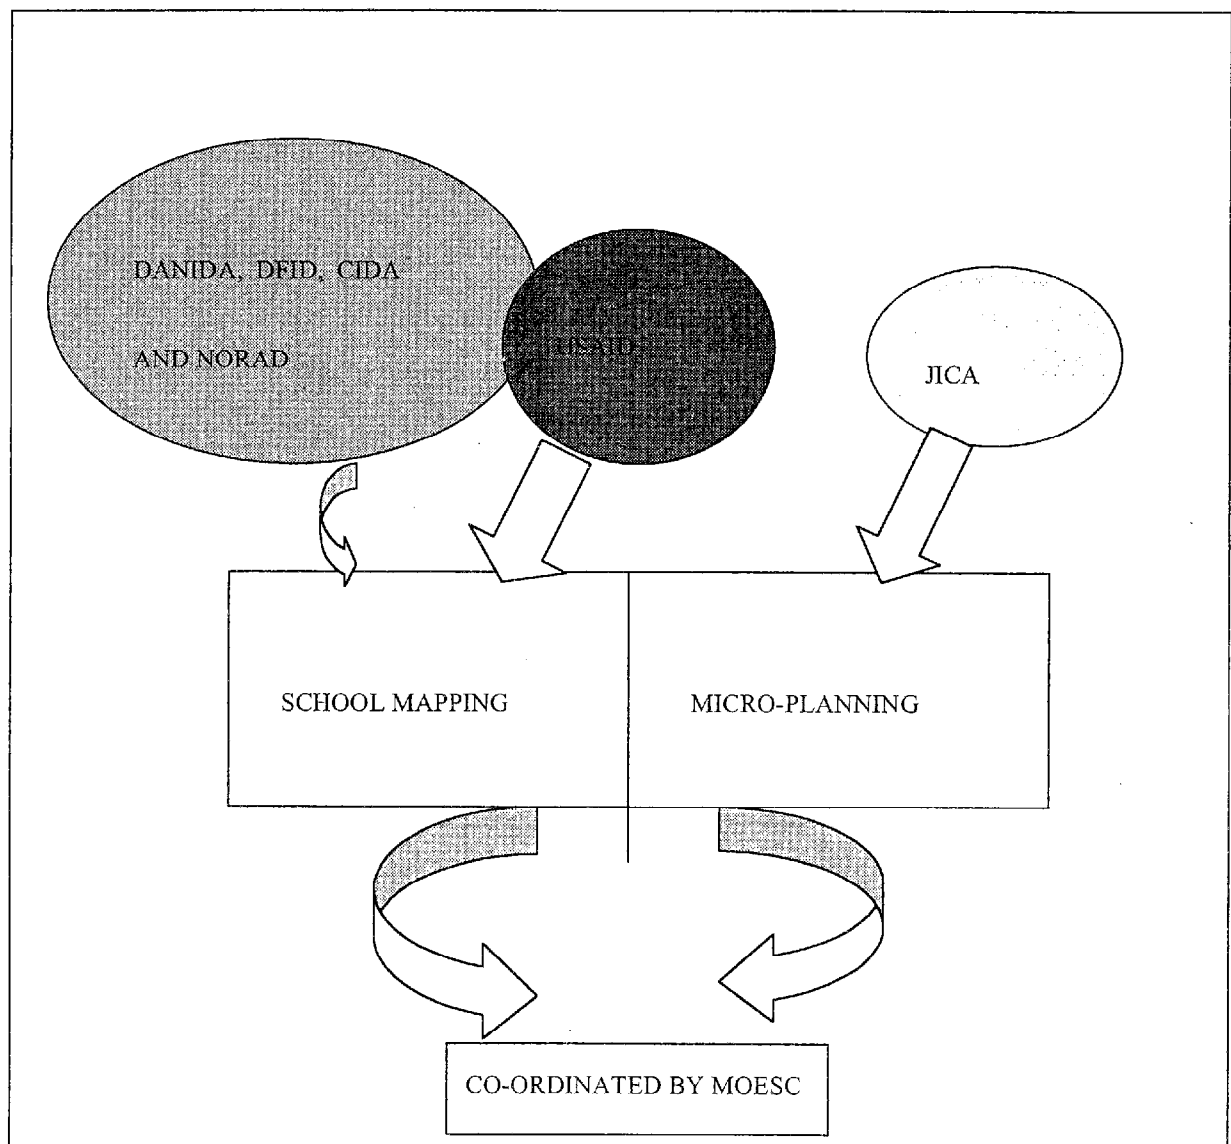 DANIDA, DFID, CIDA
AND NORAD
USAID
JICA
SCHOOL MAPPING
MICRO-PLANNING
CO-ORDINATED BY MOESC